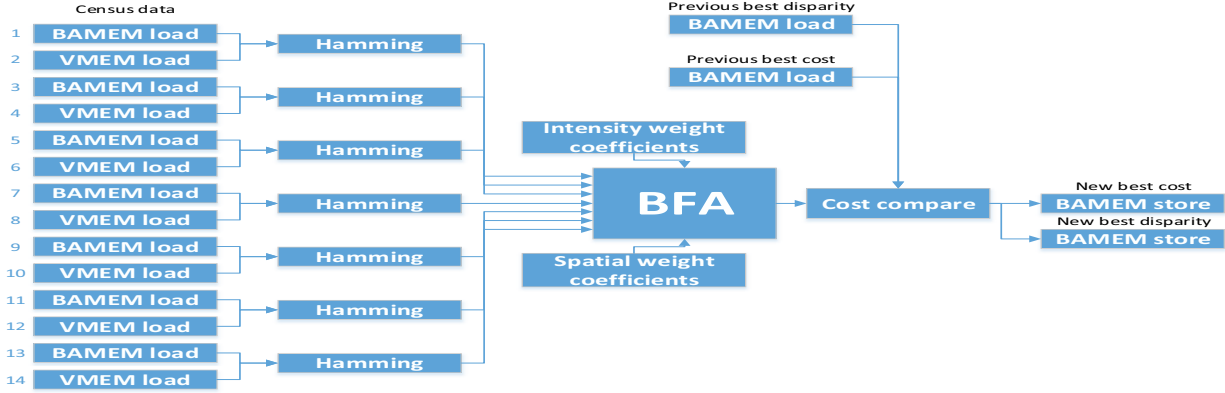 Census data
1 BAMEM load
2 VMEM load
3 BAMEM load
4 VMEM load
5 BAMEM load
6 VMEM load
7 BAMEM load
8 VMEM load
9 BAMEM load
10 VMEM load
11 BAMEM load
12 VMEM load
13 BAMEM load
14 VMEM load
Hamming
Hamming
Hamming
Hamming
Hamming
Hamming
Hamming
Intensity weight
coefficients
BFA
Spatial weight
coefficients
Previous best disparity
BAMEM load
Previous best cost
BAMEM load
Cost compare
New best cost
BAMEM store
New best disparity
BAMEM store